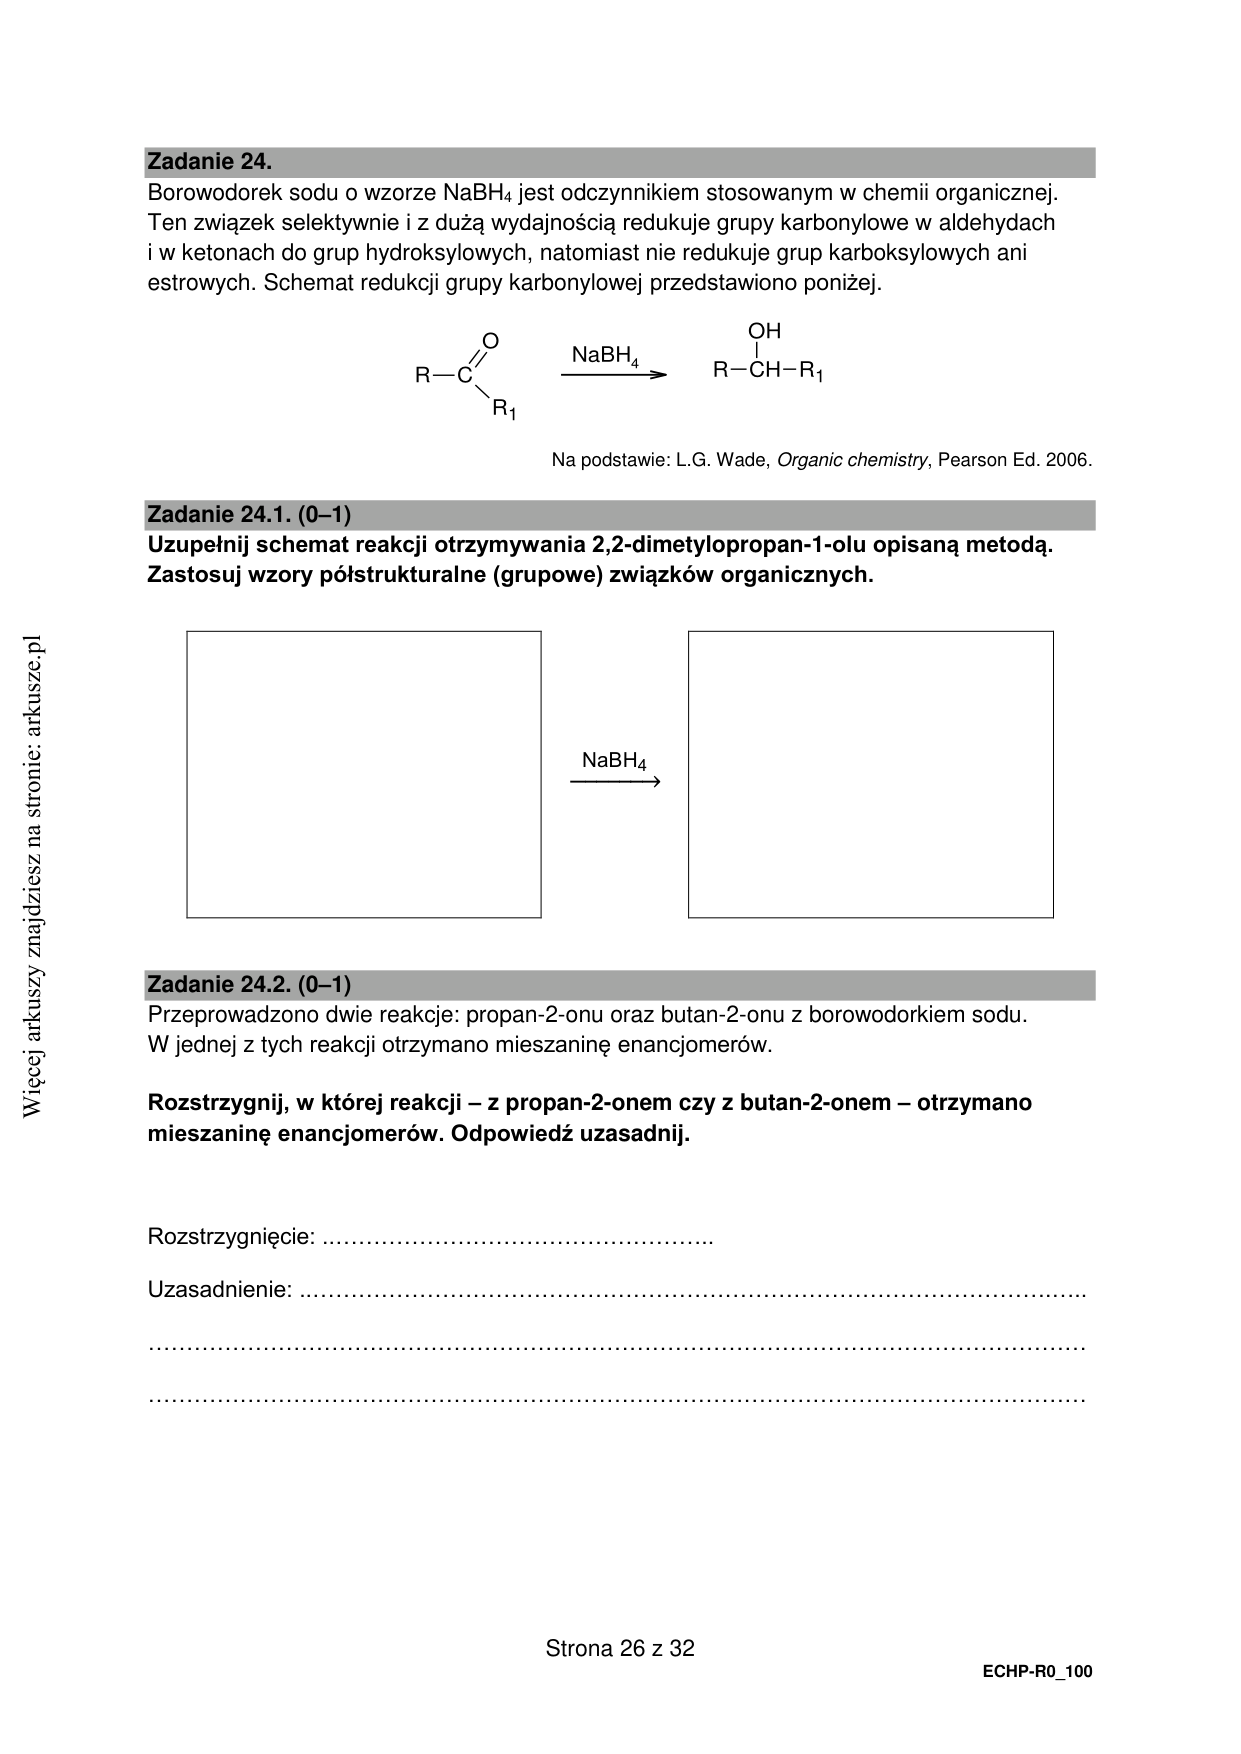 Zadanie 24.
Borowodorek sodu o wzorze NaBH₄ jest odczynnikiem stosowanym w chemii organicznej.
Ten związek selektywnie i z dużą wydajnością redukuje grupy karbonylowe w aldehydach
i w ketonach do grup hydroksylowych, natomiast nie redukuje grup karboksylowych ani
estrowych. Schemat redukcji grupy karbonylowej przedstawiono poniżej.
O
R—C
R₁
NaBH₄
OH
R—CH—R₁
Na podstawie: L.G. Wade, Organic chemistry, Pearson Ed. 2006.
Zadanie 24.1. (0–1)
Uzupełnij schemat reakcji otrzymywania 2,2-dimetylopropan-1-olu opisaną metodą.
Zastosuj wzory półstrukturalne (grupowe) związków organicznych.
NaBH₄
Zadanie 24.2. (0–1)
Przeprowadzono dwie reakcje: propan-2-onu oraz butan-2-onu z borowodorkiem sodu.
W jednej z tych reakcji otrzymano mieszaninę enancjomerów.
Rozstrzygnij, w której reakcji – z propan-2-onem czy z butan-2-onem – otrzymano
mieszaninę enancjomerów. Odpowiedź uzasadnij.
Rozstrzygnięcie: ..……………………………………………..
Uzasadnienie: ..…………………………………………………………………………………….…..
……………………………………………………………………………………………………………
……………………………………………………………………………………………………………
Strona 26 z 32
ECHP-R0_100
Więcej arkuszy znajdziesz na stronie: arkusze.pl